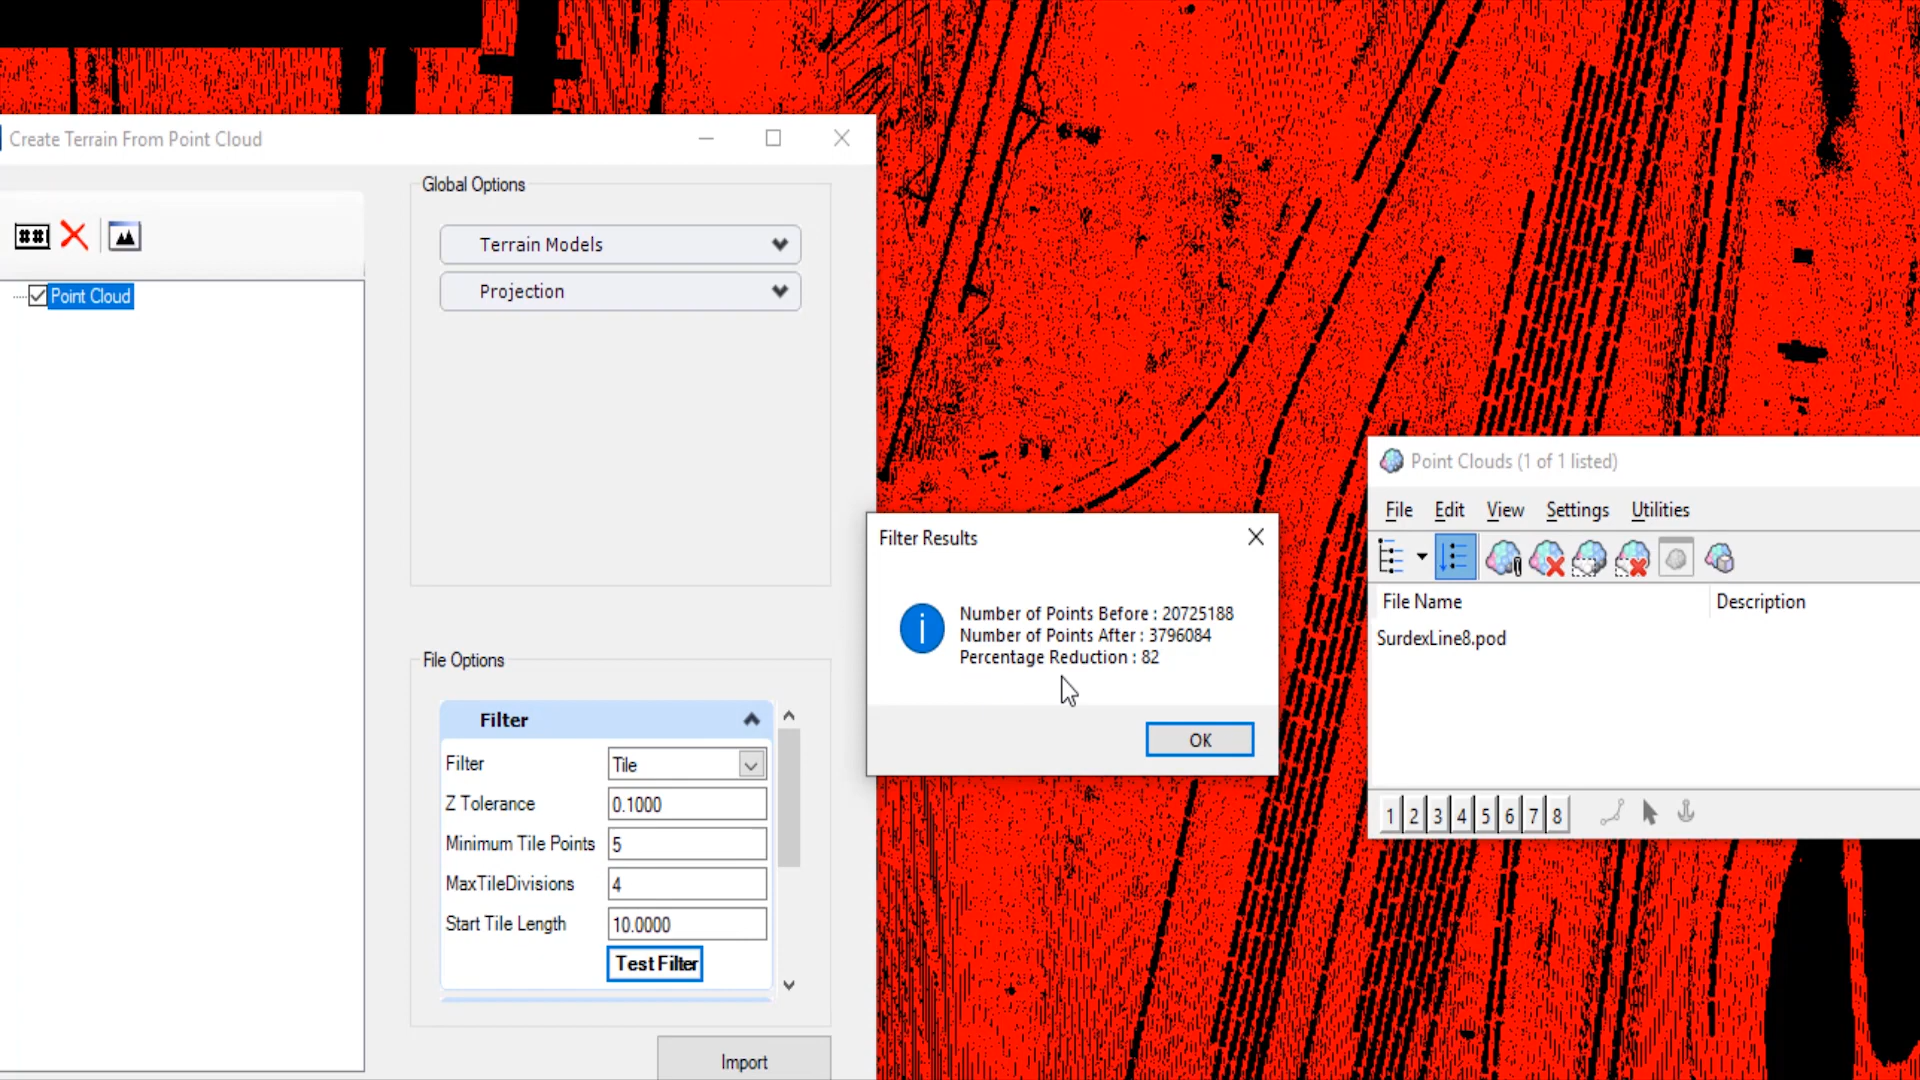 Create Terrain From Point Cloud
Point Cloud
Global Options
Terrain Models
Projection
File Options
Filter
Filter
Tile
Z Tolerance
0.1000
Minimum Tile Points
5
MaxTileDivisions
4
Start Tile Length
10.0000
Test Filter
Import
Filter Results
Number of Points Before : 20725188
Number of Points After : 3796084
Percentage Reduction : 82
OK
Point Clouds (1 of 1 listed)
File Edit View Settings Utilities
File Name Description
SurdexLine8.pod
1 2 3 4 5 6 7 8